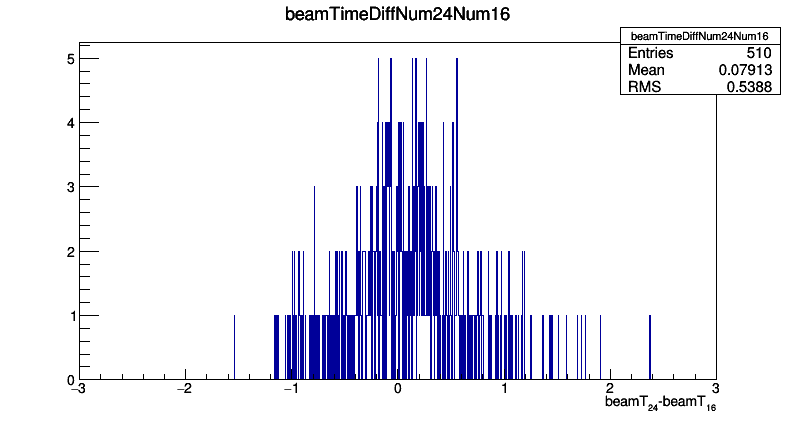 beamTimeDiffNum24Num16
beamTimeDiffNum24Num16
Entries 510
Mean 0.07913
RMS 0.5388
5
4
3
2
1
0
−3 −2 −1 0 1 2 3
beamT24-beamT16